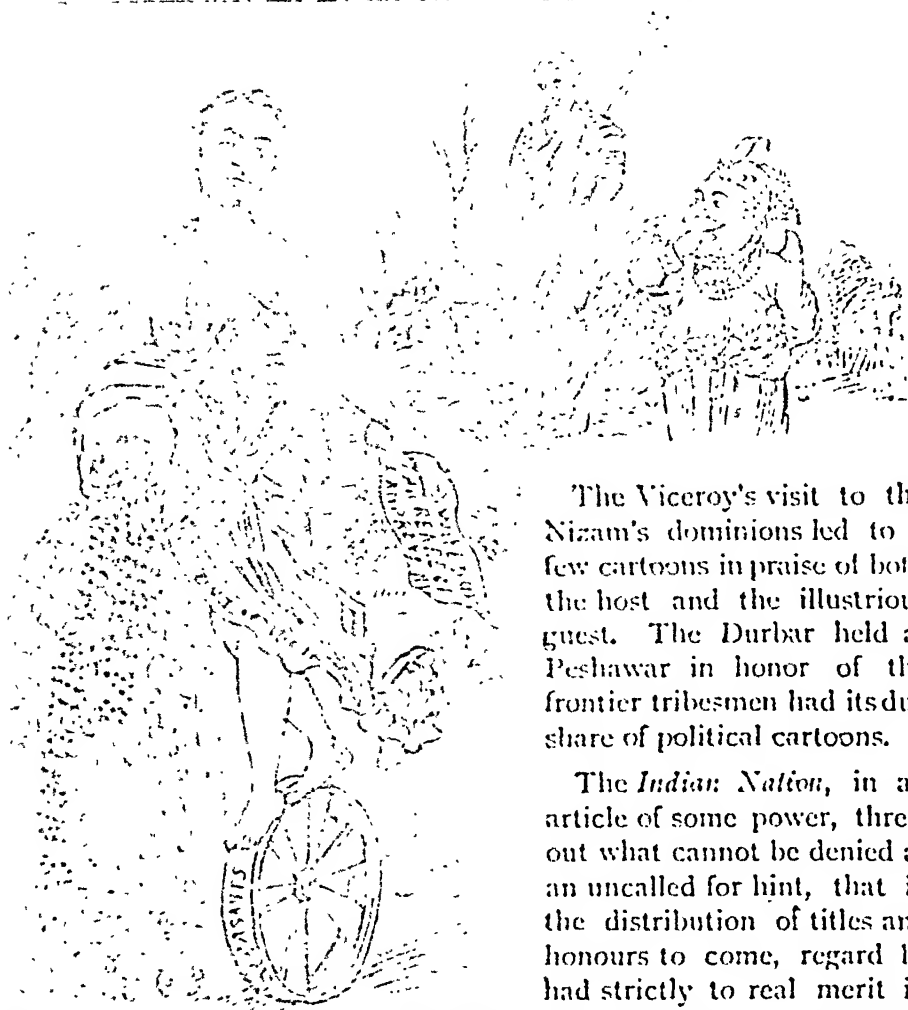 The Viceroy's visit to th
Nizam's dominions led to
few cartoons in praise of bot
the host and the illustriou
guest. The Durbar held a
Peshawar in honor of th
frontier tribesmen had its du
share of political cartoons.
The Indian Nation, in a
article of some power, thre
out what cannot be denied a
an uncalled for hint, that i
the distribution of titles an
honours to come, regard b
had strictly to real merit i